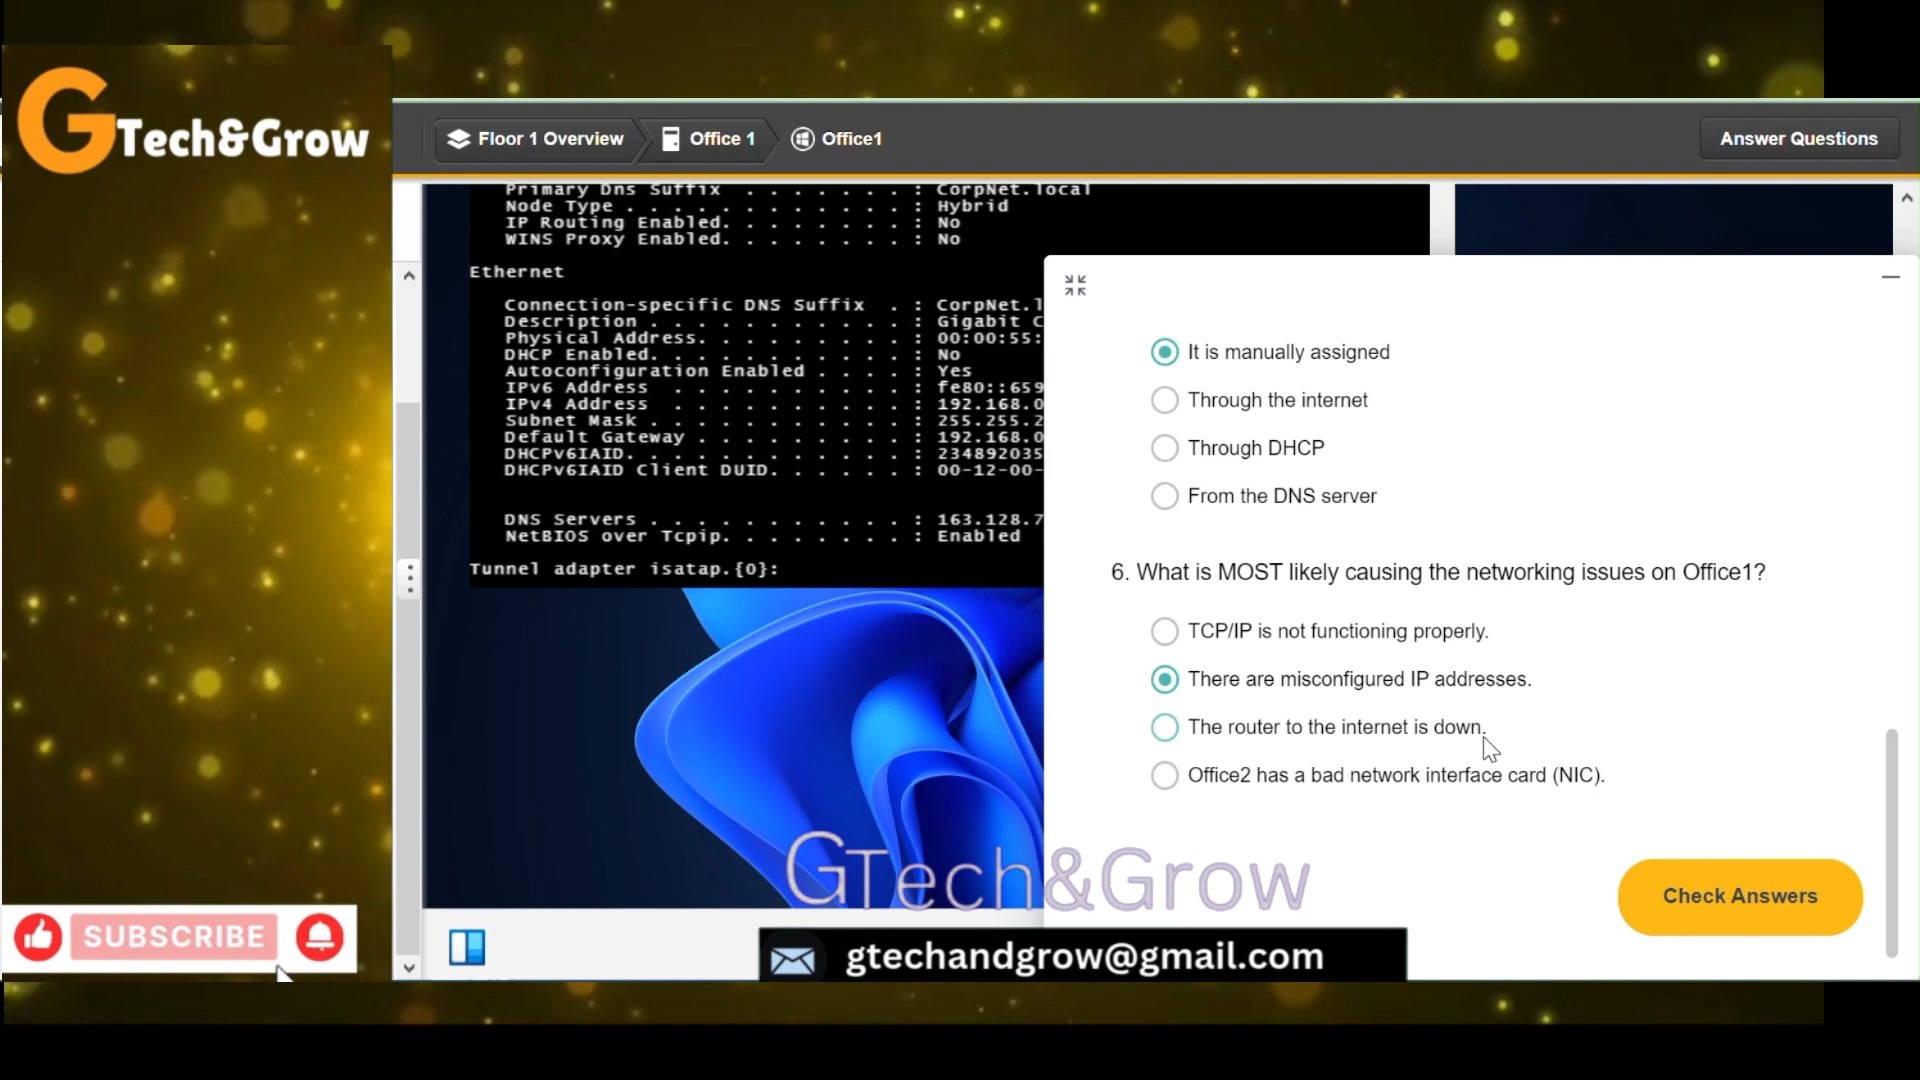 GTech&Grow
Floor 1 Overview
Office 1
Office1
Answer Questions
Primary Dns Suffix . . . . . . . : CorpNet.local
Node Type . . . . . . . . . . . . : Hybrid
IP Routing Enabled. . . . . . . . : No
WINS Proxy Enabled. . . . . . . . : No
Ethernet
Connection-specific DNS Suffix . : CorpNet.l
Description . . . . . . . . . . . : Gigabit C
Physical Address. . . . . . . . . : 00:00:55:
DHCP Enabled. . . . . . . . . . . : No
Autoconfiguration Enabled . . . . : Yes
IPv6 Address . . . . . . . . . . : fe80::659
IPv4 Address . . . . . . . . . . : 192.168.0
Subnet Mask . . . . . . . . . . . : 255.255.2
Default Gateway . . . . . . . . . : 192.168.0
DHCPv6IAID. . . . . . . . . . . . : 234892035
DHCPv6IAID Client DUID. . . . . . : 00-12-00-
DNS Servers . . . . . . . . . . . : 163.128.7
NetBIOS over Tcpip. . . . . . . . : Enabled
Tunnel adapter isatap.{0}:
It is manually assigned
Through the internet
Through DHCP
From the DNS server
6. What is MOST likely causing the networking issues on Office1?
TCP/IP is not functioning properly.
There are misconfigured IP addresses.
The router to the internet is down.
Office2 has a bad network interface card (NIC).
Check Answers
GTech&Grow
SUBSCRIBE
gtechandgrow@gmail.com